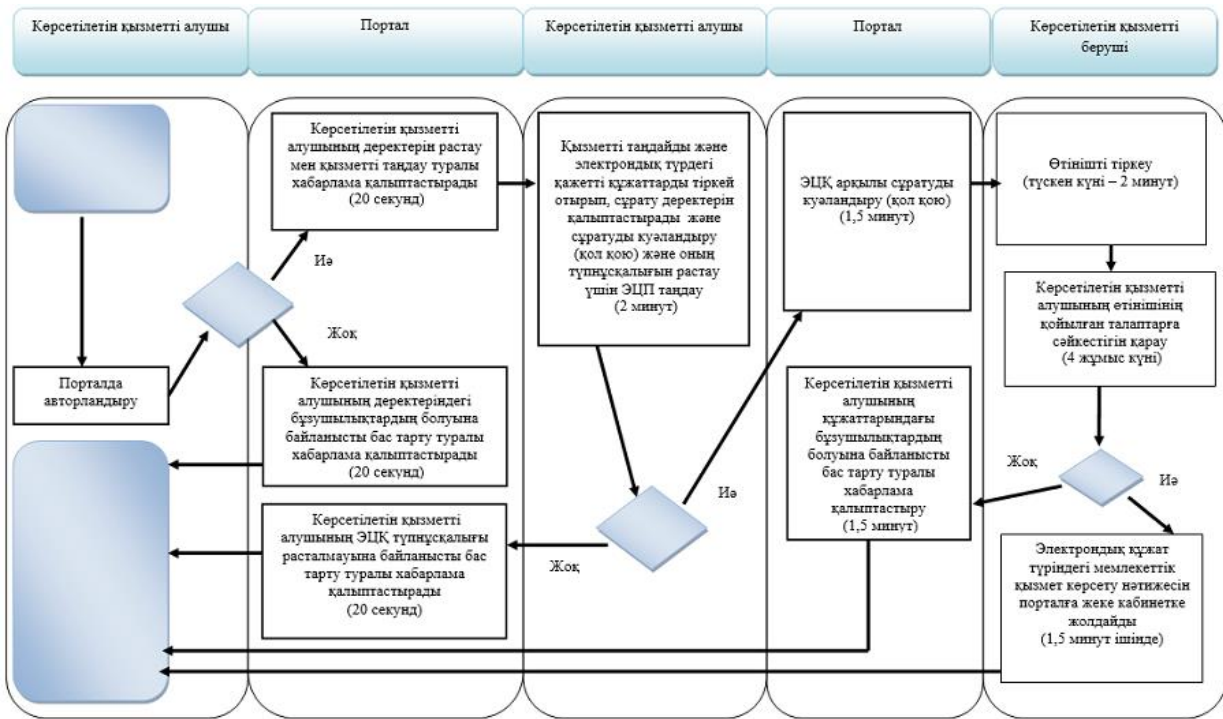 Көрсетілетін қызметті алушы
Портал
Көрсетілетін қызметті алушы
Портал
Көрсетілетін қызметті
беруші
Порталда
авторландыру
Көрсетілетін қызметті
алушының деректерін растау
мен қызметті таңдау туралы
хабарлама қалыптастырады
(20 секунд)
Иә
Жоқ
Көрсетілетін қызметті
алушының деректеріндегі
бұзушылықтардың болуына
байланысты бас тарту туралы
хабарлама қалыптастырады
(20 секунд)
Көрсетілетін қызметті
алушының ЭЦҚ түпнұсқалығы
расталмауына байланысты бас
тарту туралы хабарлама
қалыптастырады
(20 секунд)
Қызметті таңдайды және
электрондық түрдегі
қажетті құжаттарды тіркей
отырып, сұрату деректерін
қалыптастырады және
сұратуды куәландыру
(қол қою) және оның
түпнұсқалығын растау
үшін ЭЦП таңдау
(2 минут)
Иә
Жоқ
ЭЦҚ арқылы сұратуды
куәландыру (қол қою)
(1,5 минут)
Көрсетілетін қызметті
алушының
құжаттарындағы
бұзушылықтардың
болуына байланысты
бас тарту туралы
хабарлама
қалыптастыру
(1,5 минут)
Өтінішті тіркеу
(түскен күні – 2 минут)
Көрсетілетін қызметті
алушының өтінішінің
қойылған талаптарға
сәйкестігін қарау
(4 жұмыс күні)
Жоқ
Иә
Электрондық құжат
түріндегі мемлекеттік
қызмет көрсету нәтижесін
порталға жеке кабинетке
жолдайды
(1,5 минут ішінде)